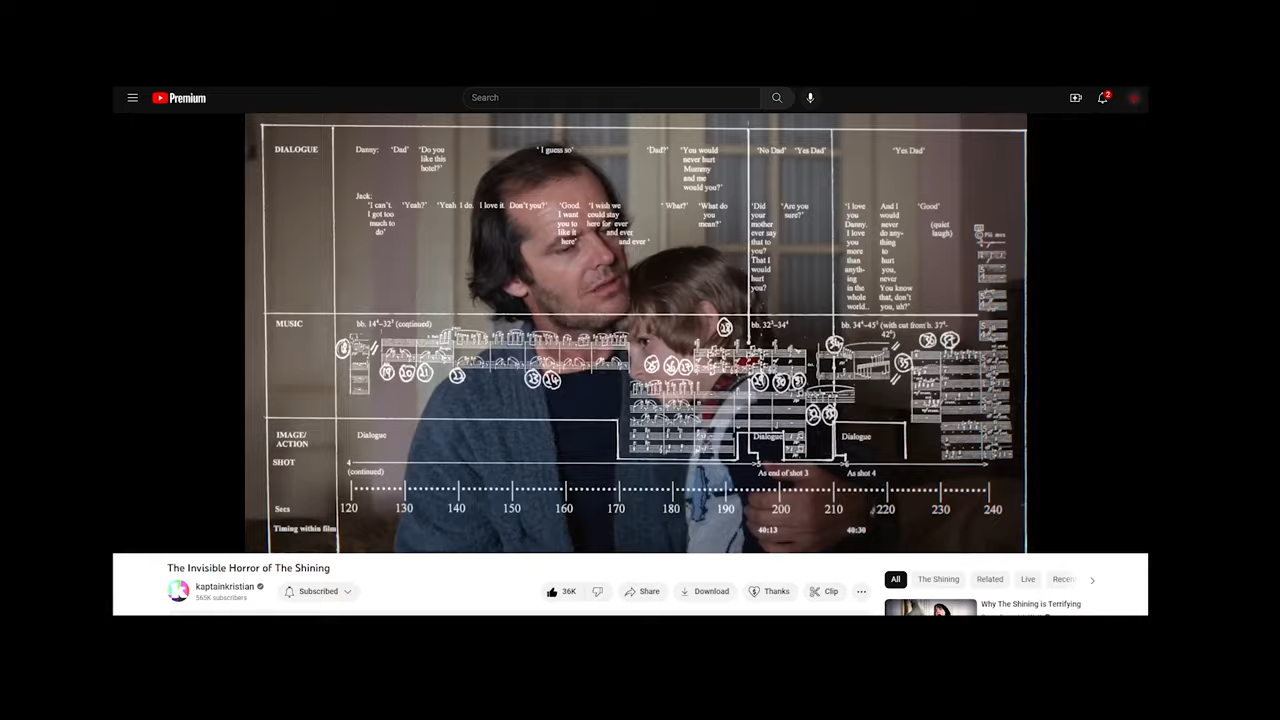 Premium
Search
2
DIALOGUE
Danny: 'Dad' 'Do you
like this
hotel?'
'I guess so'
'Dad?' 'You would
never hurt
Mummy
and me
would you?'
'No Dad' 'Yes Dad'
'Yes Dad'
Jack:
'I can't.
I got too
much to
do'
'Yeah?' 'Yeah I do. I love it. Don't you?'
'Good.
I want
you to
like it
here'
'I wish we
could stay
here for ever
and ever
and ever'
'What?' 'What do
you
mean?'
'Did
your
mother
ever say
that to
you?
That I
would
hurt
you?
'Are you
sure?'
'I love
you
Danny.
I love
you
more
than
anyth-
ing
in the
whole
world..
And I
would
never
do any-
thing
to
hurt
you,
never
You know
that, don't
you, uh?'
'Good'
(quiet
laugh)
MUSIC
bb. 14⁴–32³ (continued)
bb. 32³–34⁴
bb. 34⁴–45³ (with cut from b. 37⁴-
42⁴)
IMAGE/
ACTION
Dialogue
Dialogue
Dialogue
SHOT
4
(continued)
As end of shot 3
As shot 4
Secs
120 130 140 150 160 170 180 190 200 210 220 230 240
Timing within film
40:13
40:30
The Invisible Horror of The Shining
kaptainkristian
565K subscribers
Subscribed
36K
Share
Download
Thanks
Clip
All
The Shining
Related
Live
Why The Shining is Terrifying